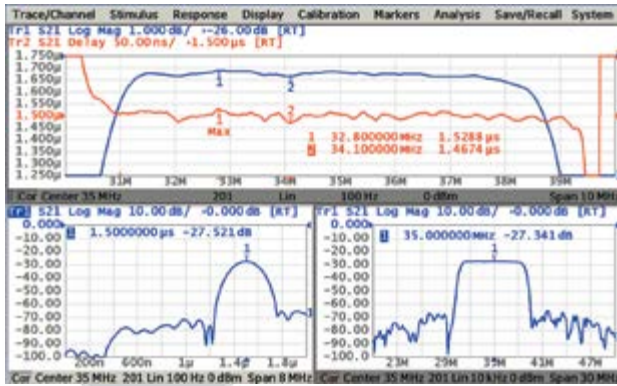 Trace/Channel Stimulus Response Display Calibration Markers Analysis Save/Recall System
Tr1 S21 Log Mag 1.000dB/ -26.00dB [RT]
Tr2 S21 Delay 50.00ns/ -1.500µs [RT]
1.750µ
1.700µ
1.650µ
1.600µ
1.550µ
1.500µ
1.450µ
1.400µ
1.350µ
1.300µ
1.250µ
1
2
1
Max
2
1 32.800000 MHz 1.5288 µs
2 34.100000 MHz 1.4674 µs
31M 32M 33M 34M 35M 36M 37M 38M 39M
Cor Center 35 MHz 201 Lin 100 Hz 0 dBm Span 10 MHz
Tr1 S21 Log Mag 10.00dB/ -0.000dB [RT]
0.000
-10.00
-20.00
-30.00
-40.00
-50.00
-60.00
-70.00
-80.00
-90.00
-100.0
1 1.5000000 µs -27.521dB
1
200n 600n 1µ 1.4µ 1.8µ
Cor Center 35 MHz 201 Lin 100 Hz 0 dBm Span 8 MHz
Tr1 S21 Log Mag 10.00dB/ -0.000dB [RT]
0.000
-10.00
-20.00
-30.00
-40.00
-50.00
-60.00
-70.00
-80.00
-90.00
-100.0
1 35.000000 MHz -27.341 dB
1
23M 29M 35M 41M 47M
Cor Center 35 MHz 201 Lin 10 kHz 0 dBm Span 30 MHz